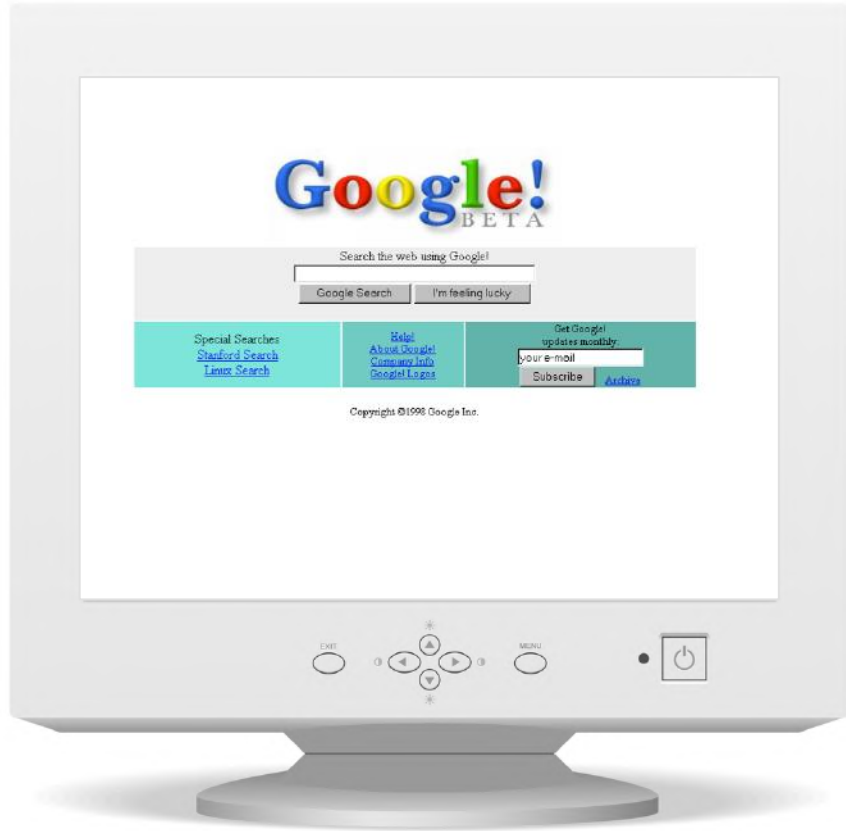 Google!
BETA
Search the web using Google!
Google Search I'm feeling lucky
Special Searches
Stanford Search
Linux Search
Help!
About Google!
Company Info
Google! Logos
Get Google!
updates monthly:
your e-mail
Subscribe Archive
Copyright ©1998 Google Inc.
EXIT MENU